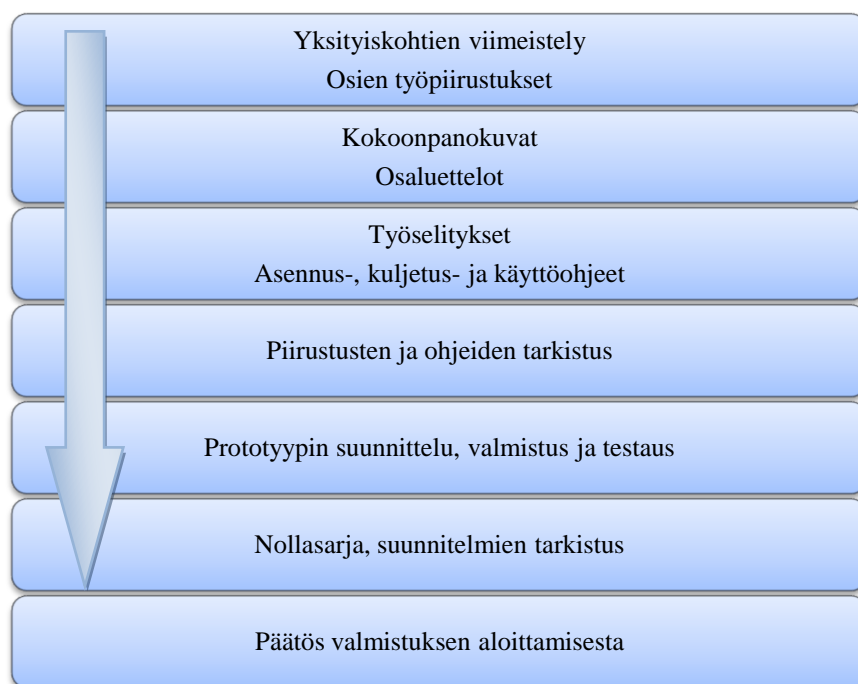 Yksityiskohtien viimeistely
Osien työpiirustukset
Kokoonpanokuvat
Osaluettelot
Työselitykset
Asennus-, kuljetus- ja käyttöohjeet
Piirustusten ja ohjeiden tarkistus
Prototyypin suunnittelu, valmistus ja testaus
Nollasarja, suunnitelmien tarkistus
Päätös valmistuksen aloittamisesta